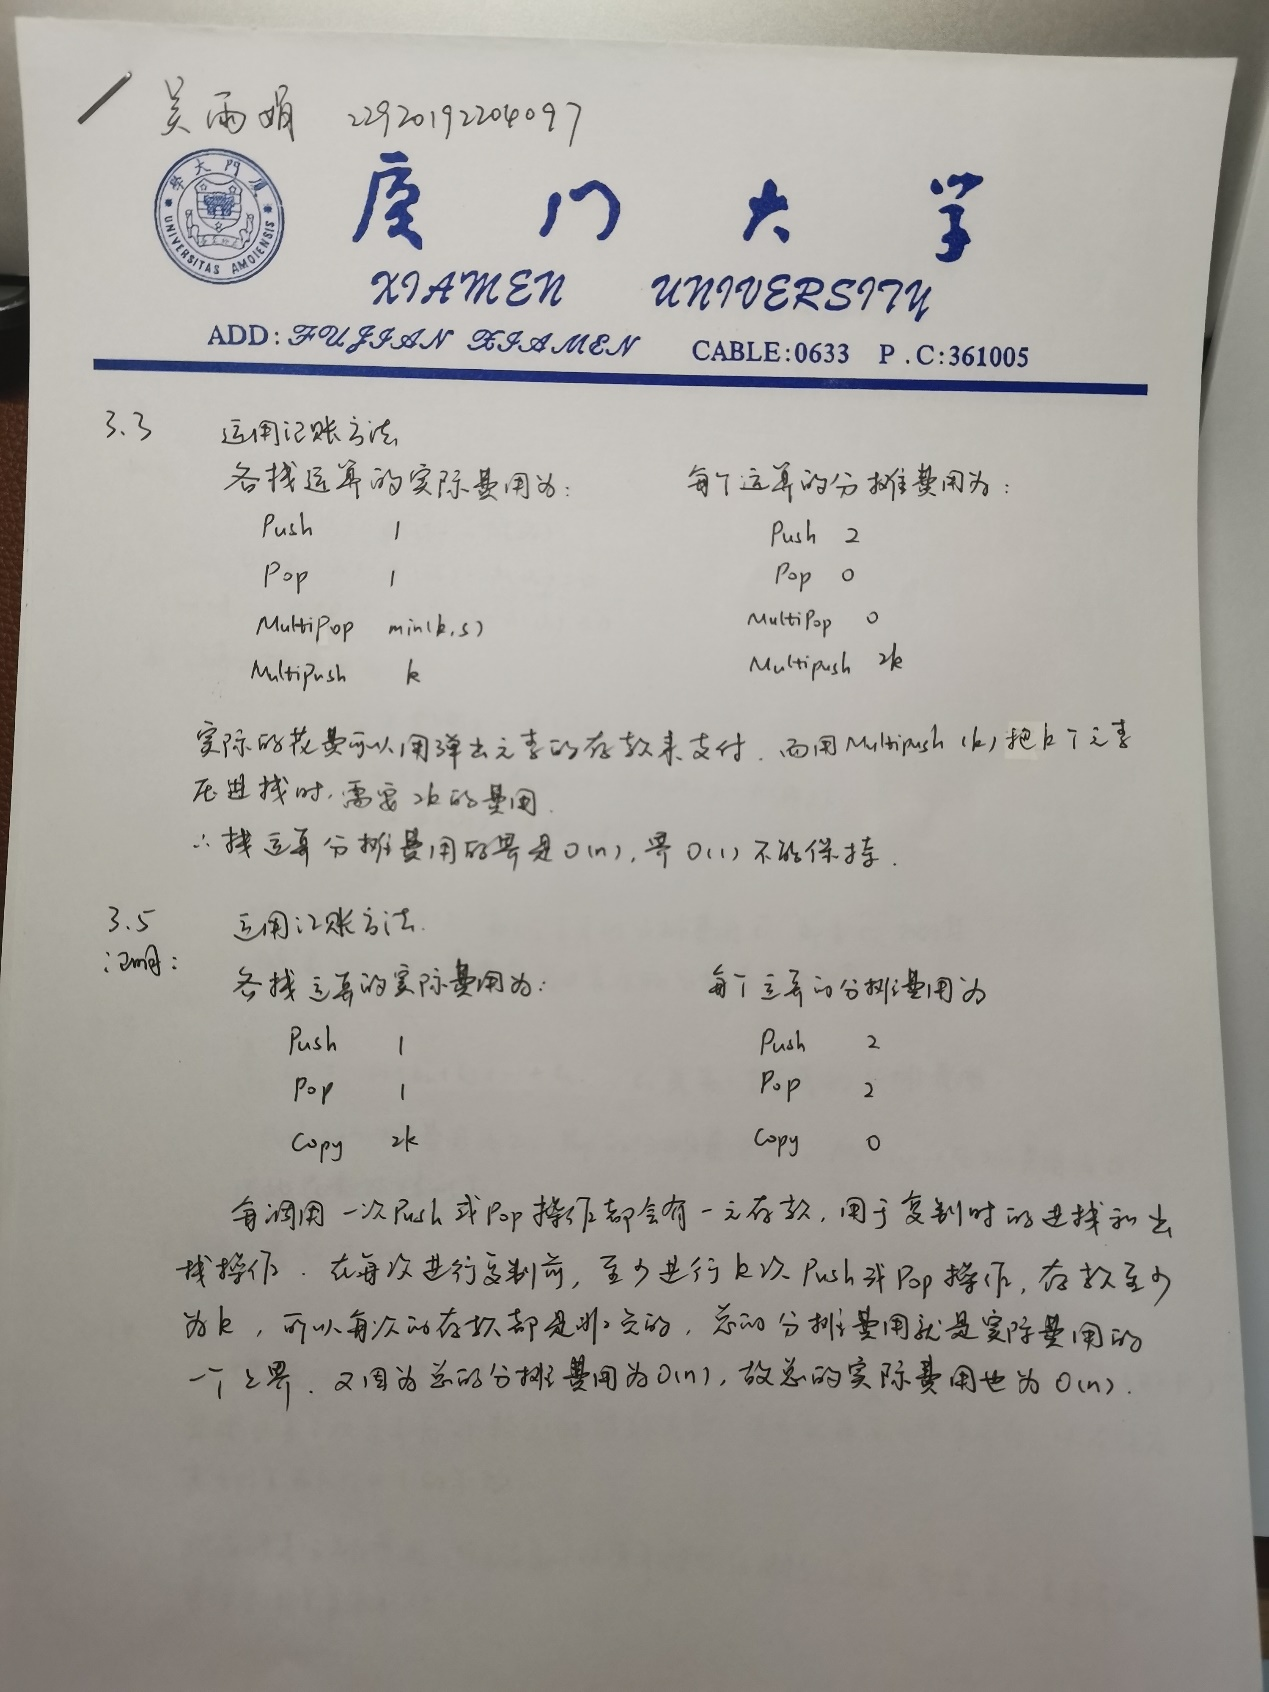 吴雨娟 22920192204097
厦门大学
UNIVERSITAS AMOIENSIS
XIAMEN UNIVERSITY
ADD: FUJIAN XIAMEN CABLE:0633 P.C:361005
3.3 运用记账方法
各栈运算的实际费用为: 每个运算的分摊费用为:
Push 1 Push 2
Pop 1 Pop 0
MultiPop min(k,s) MultiPop 0
MultiPush k Multipush 2k
实际的花费可以用弹出元素的存款来支付. 而用Multipush(k)把k个元素
压进栈时, 需要2k的费用.
∴栈运算分摊费用的界是O(n), 界O(1)不能保持.
3.5 运用记账方法.
证明:
各栈运算的实际费用为: 每个运算的分摊费用为
Push 1 Push 2
Pop 1 Pop 2
Copy 2k Copy 0
每调用一次Push或Pop操作都会有一元存款, 用于复制时的进栈和出
栈操作. 在每次进行复制前, 至少进行k次Push或Pop操作, 存款至少
为k, 所以每次的存款都是非负的, 总的分摊费用就是实际费用的
一个上界. 又因为总的分摊费用为O(n), 故总的实际费用也为O(n).